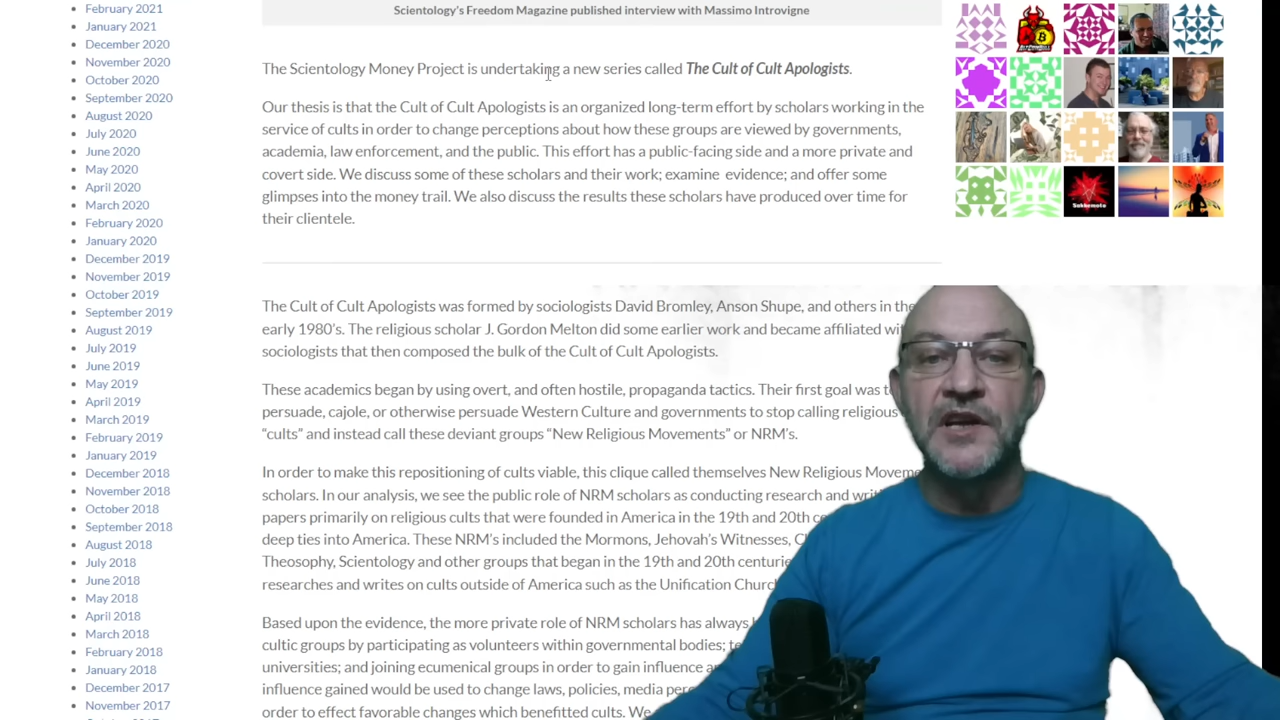 February 2021
January 2021
December 2020
November 2020
October 2020
September 2020
August 2020
July 2020
June 2020
May 2020
April 2020
March 2020
February 2020
January 2020
December 2019
November 2019
October 2019
September 2019
August 2019
July 2019
June 2019
May 2019
April 2019
March 2019
February 2019
January 2019
December 2018
November 2018
October 2018
September 2018
August 2018
July 2018
June 2018
May 2018
April 2018
March 2018
February 2018
January 2018
December 2017
November 2017
Scientology's Freedom Magazine published interview with Massimo Introvigne
The Scientology Money Project is undertaking a new series called The Cult of Cult Apologists.
Our thesis is that the Cult of Cult Apologists is an organized long-term effort by scholars working in the
service of cults in order to change perceptions about how these groups are viewed by governments,
academia, law enforcement, and the public. This effort has a public-facing side and a more private and
covert side. We discuss some of these scholars and their work; examine evidence; and offer some
glimpses into the money trail. We also discuss the results these scholars have produced over time for
their clientele.
The Cult of Cult Apologists was formed by sociologists David Bromley, Anson Shupe, and others in the
early 1980's. The religious scholar J. Gordon Melton did some earlier work and became affiliated
sociologists that then composed the bulk of the Cult of Cult Apologists.
These academics began by using overt, and often hostile, propaganda tactics. Their first goal was
persuade, cajole, or otherwise persuade Western Culture and governments to stop calling religious
“cults” and instead call these deviant groups “New Religious Movements” or NRM's.
In order to make this repositioning of cults viable, this clique called themselves New Religious
scholars. In our analysis, we see the public role of NRM scholars as conducting research and
papers primarily on religious cults that were founded in America in the 19th and 20th
deep ties into America. These NRM's included the Mormons, Jehovah's Witnesses,
Theosophy, Scientology and other groups that began in the 19th and 20th
researches and writes on cults outside of America such as the Unification
Based upon the evidence, the more private role of NRM scholars has always
cultic groups by participating as volunteers within governmental bodies;
universities; and joining ecumenical groups in order to gain influence
influence gained would be used to change laws, policies, media
order to effect favorable changes which benefitted cults. We
Sakkemoto